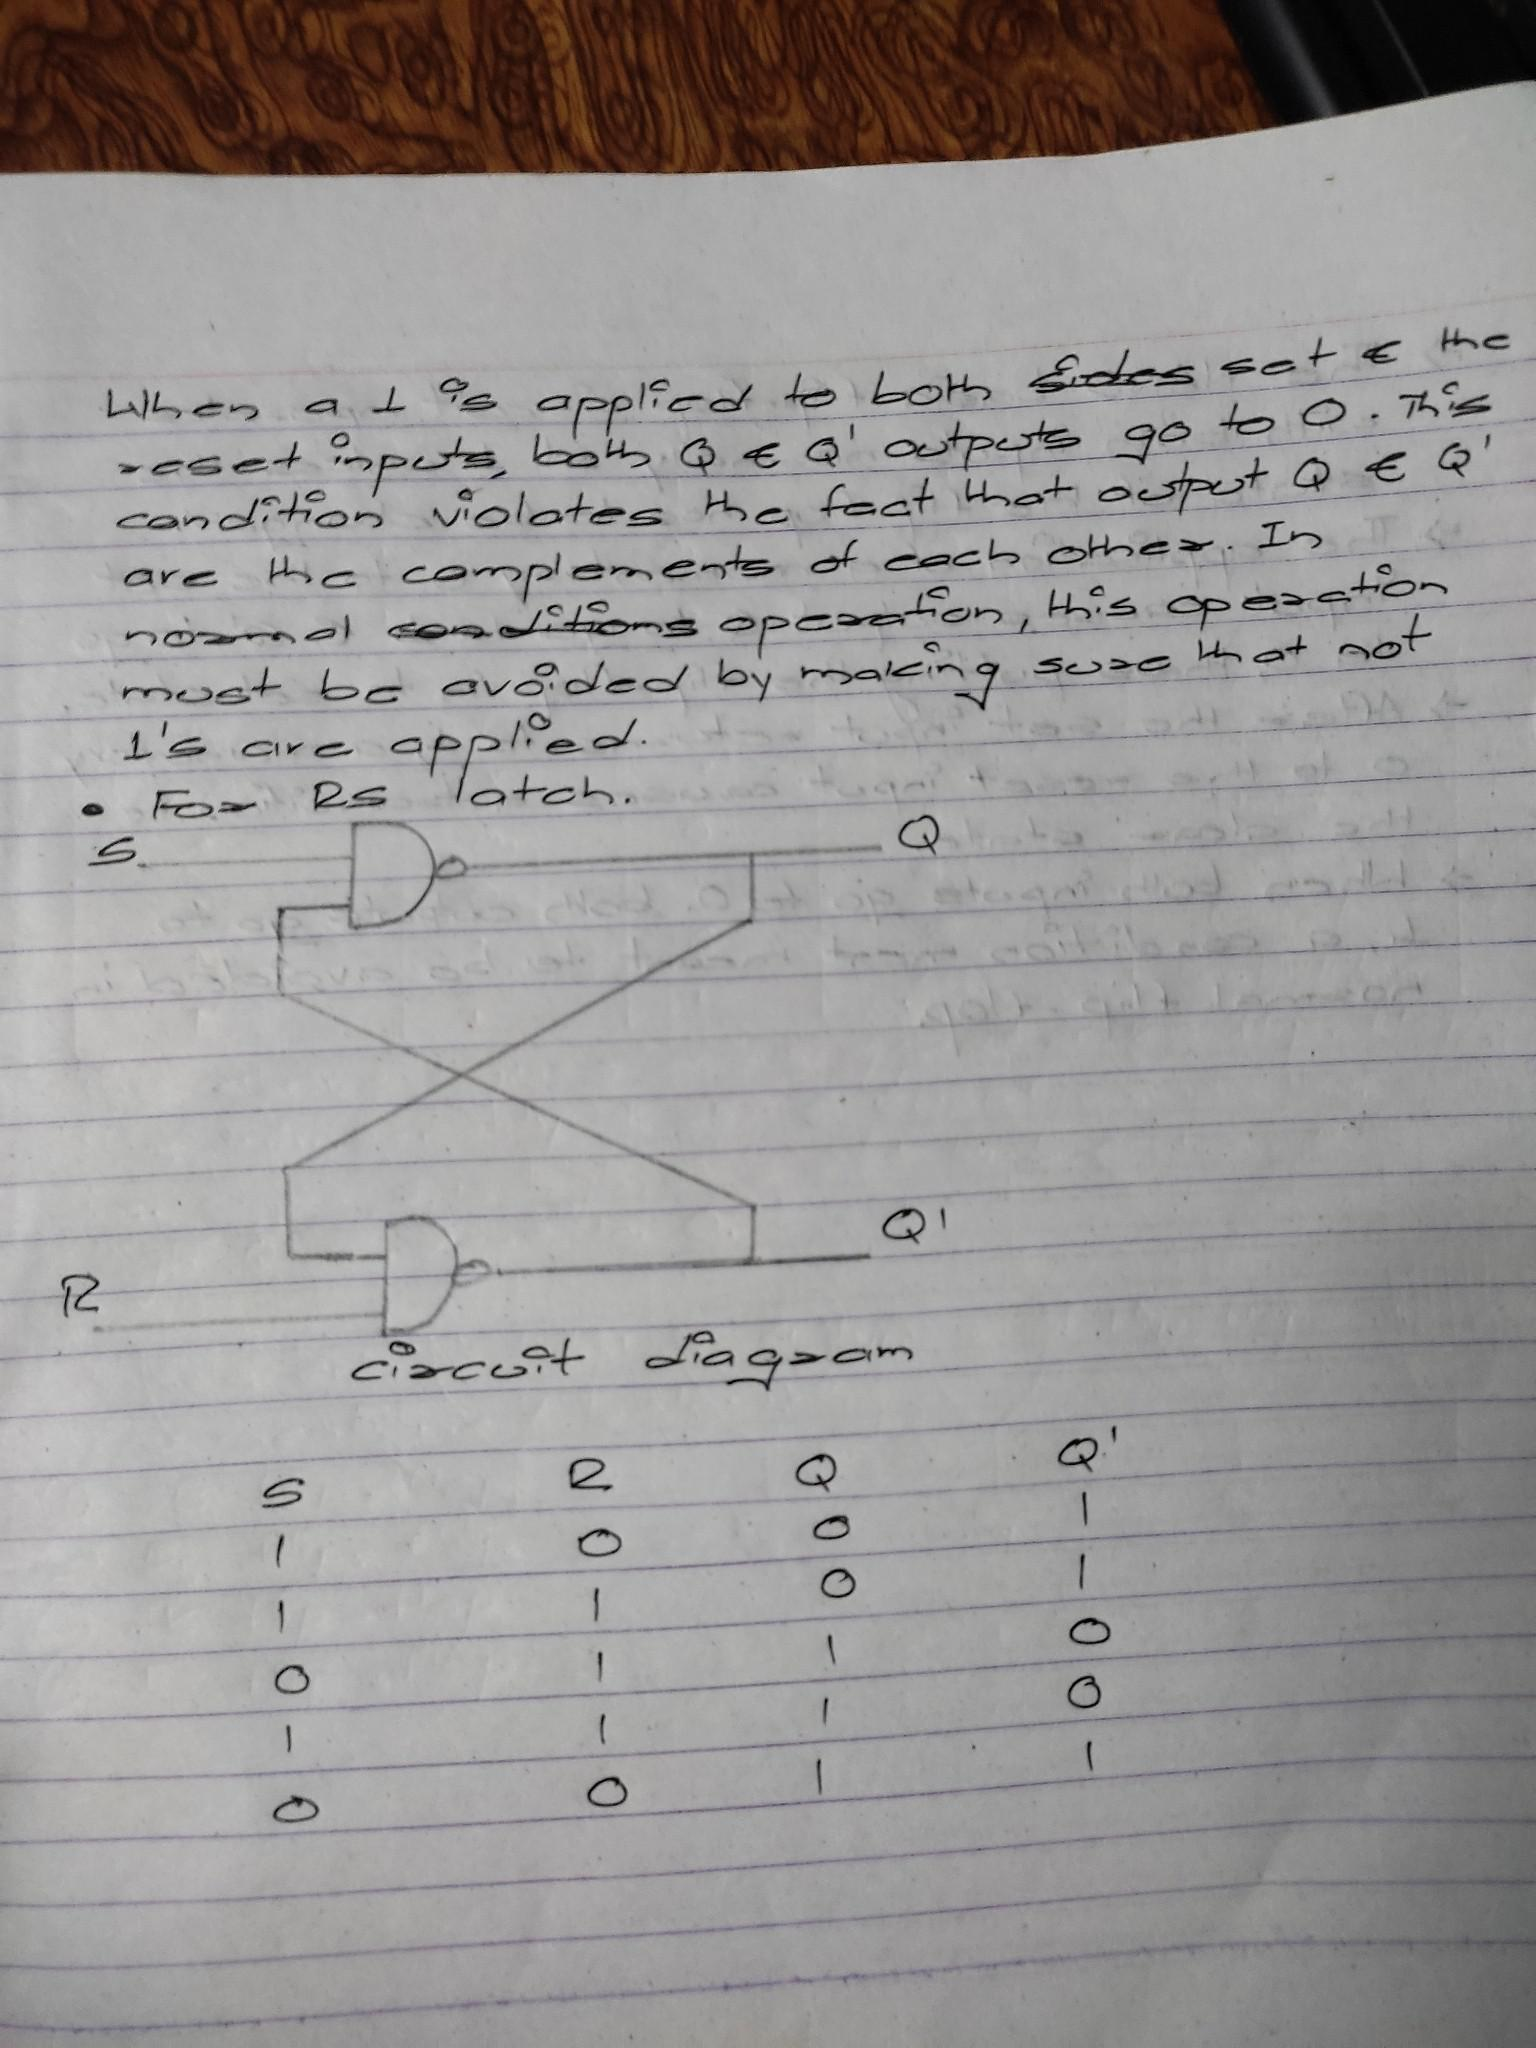 When a 1 is applied to both sides set & the
reset inputs, both Q & Q' outputs go to 0. This
condition violates the fact that output Q & Q'
are the complements of each other. In
normal conditions operation, this operation
must be avoided by making sure that not
1's are applied.
• For RS latch.
S Q
Q'
R
circuit diagram
S R Q Q'
1 0 0 1
1 1 0 1
0 1 1 0
1 1 1 0
0 0 1 1